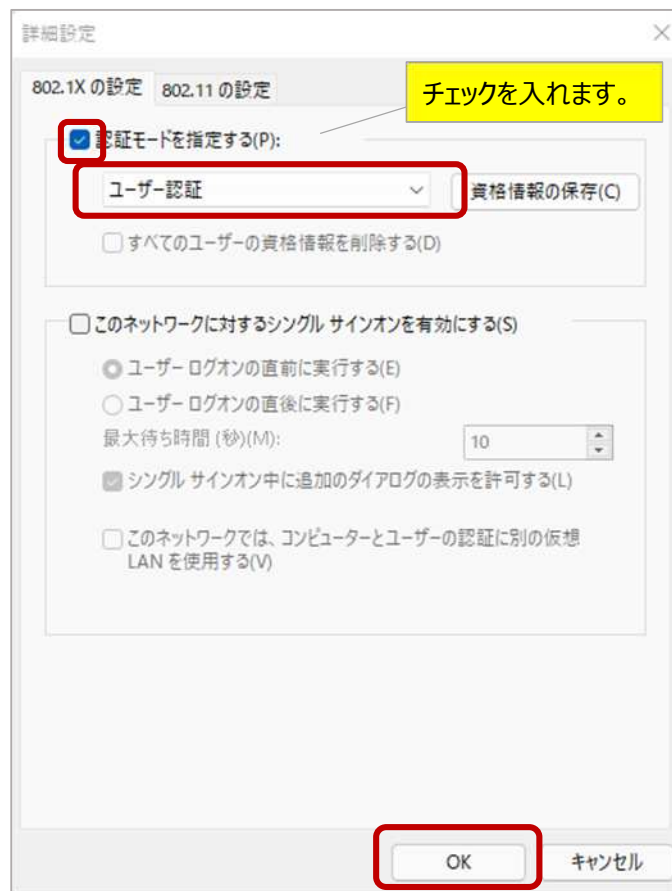 詳細設定
802.1X の設定 802.11 の設定
チェックを入れます。
認証モードを指定する(P):
ユーザー認証 資格情報の保存(C)
すべてのユーザーの資格情報を削除する(D)
このネットワークに対するシングル サインオンを有効にする(S)
ユーザー ログオンの直前に実行する(E)
ユーザー ログオンの直後に実行する(F)
最大待ち時間 (秒)(M): 10
シングル サインオン中に追加のダイアログの表示を許可する(L)
このネットワークでは、コンピューターとユーザーの認証に別の仮想
LAN を使用する(V)
OK キャンセル